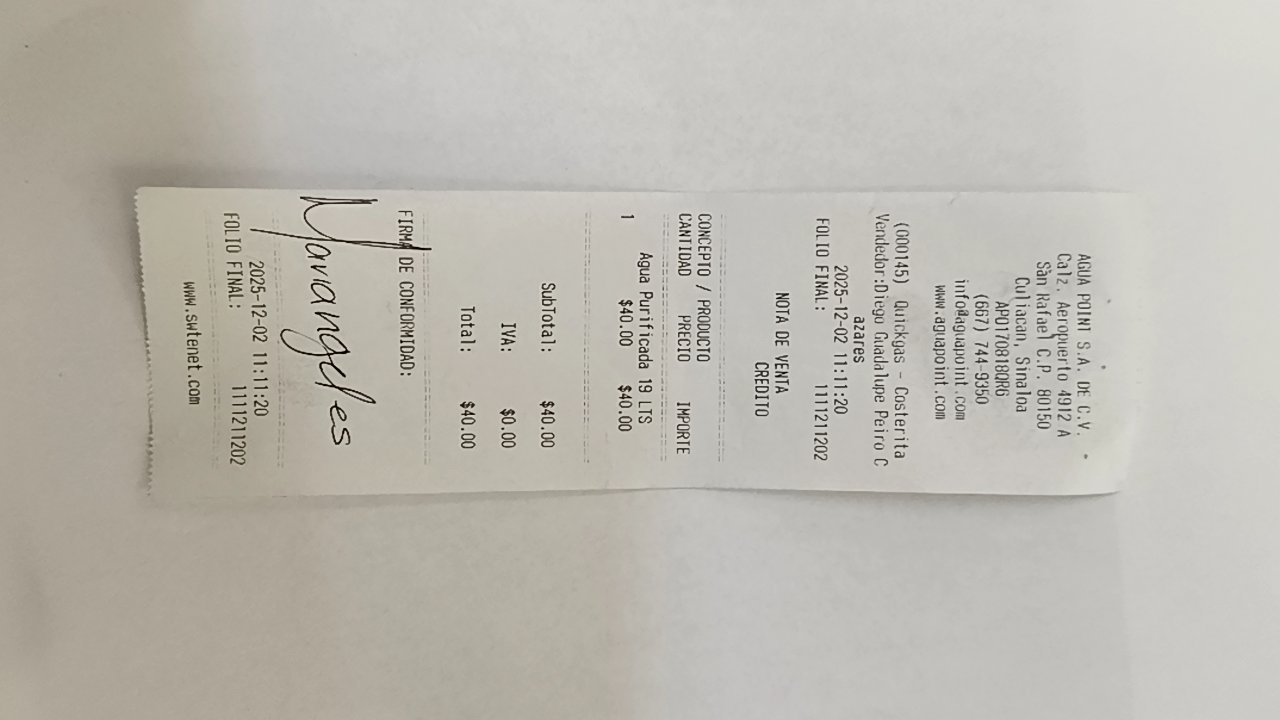 AGUA POINT S.A. DE C.V.
Calz. Aeropuerto 4912 A
San Rafael C.P. 80150
Culiacan, Sinaloa
APO170818QR6
(667) 744-9350
info@aguapoint.com
www.aguapoint.com
(000145) Quickgas - Costerita
Vendedor:Diego Guadalupe Peiro C
azares
2025-12-02 11:11:20
FOLIO FINAL: 1111211202
NOTA DE VENTA
CREDITO
CONCEPTO / PRODUCTO
CANTIDAD PRECIO IMPORTE
Agua Purificada 19 LTS
1 $40.00 $40.00
SubTotal: $40.00
IVA: $0.00
Total: $40.00
FIRMA DE CONFORMIDAD:
Mariangeles
2025-12-02 11:11:20
FOLIO FINAL: 1111211202
www.swtenet.com